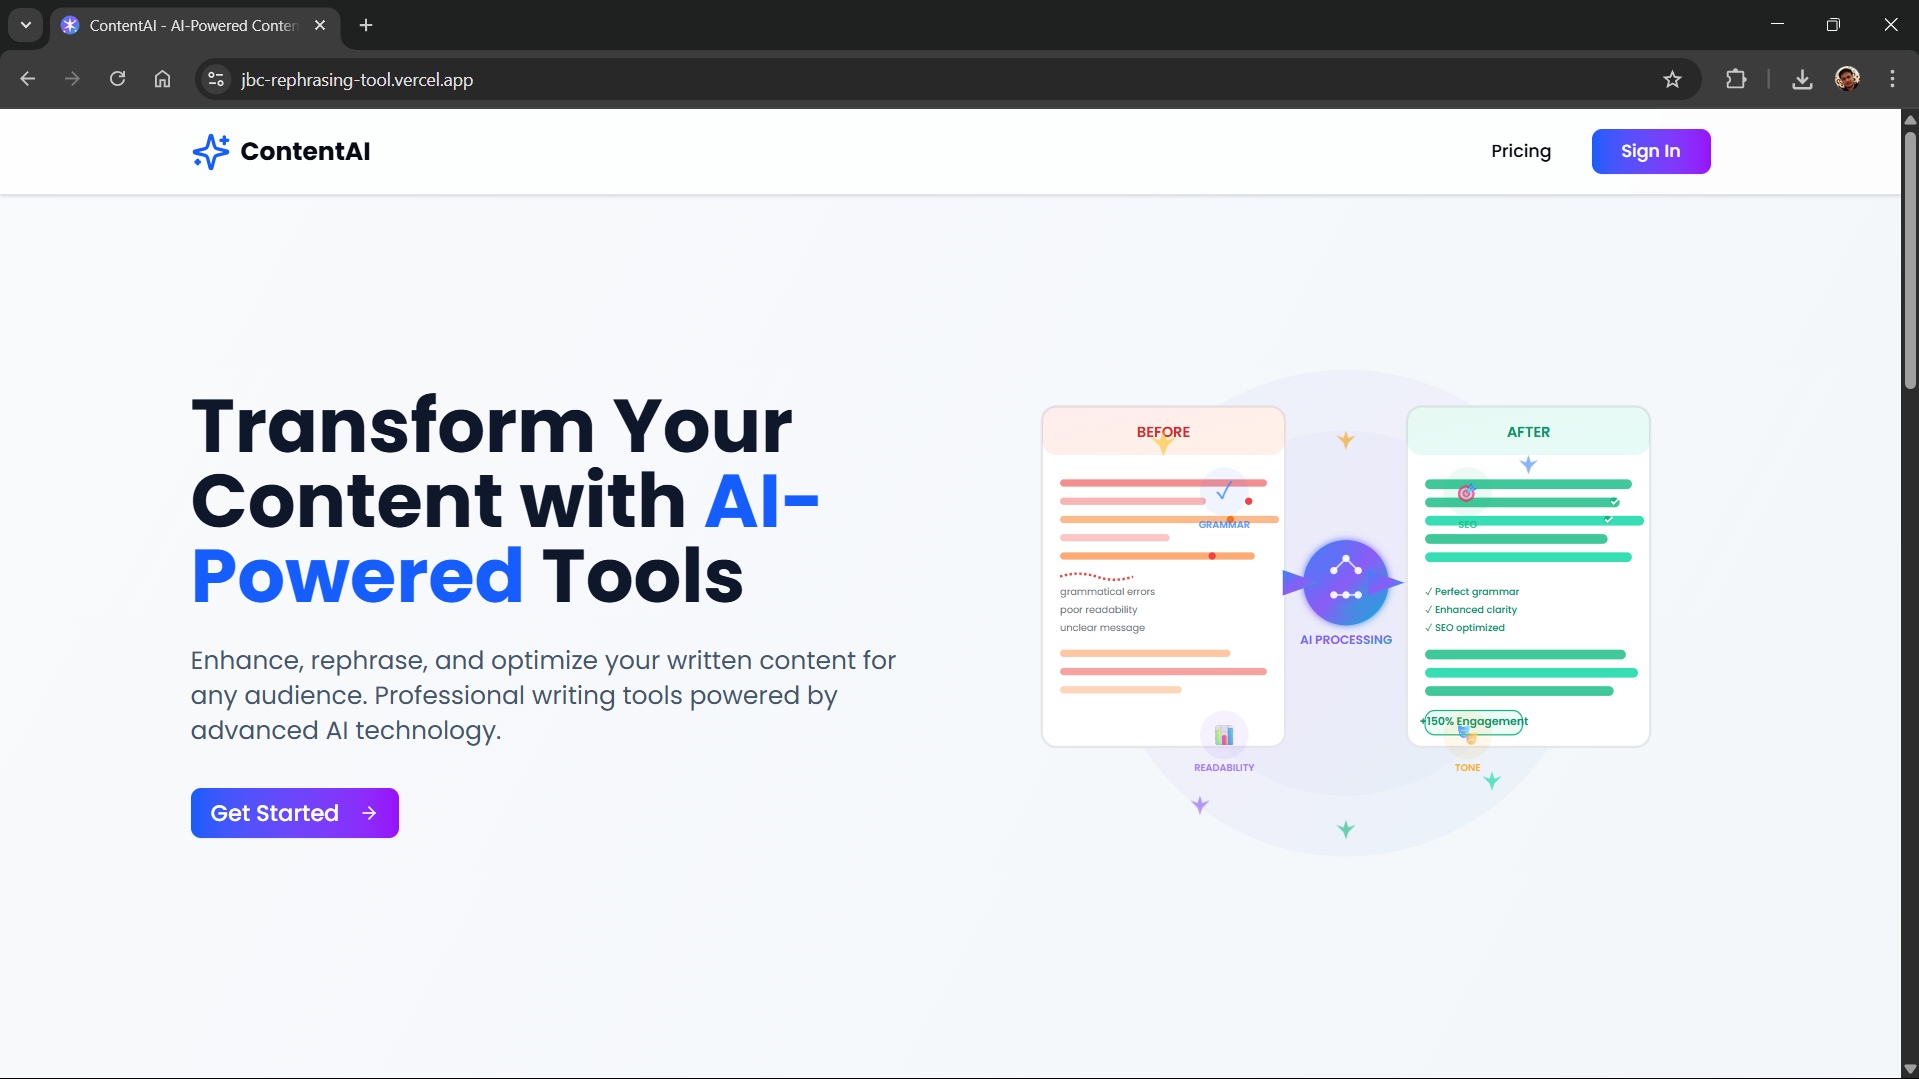 ContentAI - AI-Powered Conten
jbc-rephrasing-tool.vercel.app
ContentAI
Pricing
Sign In
Transform Your
Content with AI-
Powered Tools
Enhance, rephrase, and optimize your written content for
any audience. Professional writing tools powered by
advanced AI technology.
Get Started
BEFORE
GRAMMAR
grammatical errors
poor readability
unclear message
READABILITY
AI PROCESSING
AFTER
SEO
✓ Perfect grammar
✓ Enhanced clarity
✓ SEO optimized
+150% Engagement
TONE